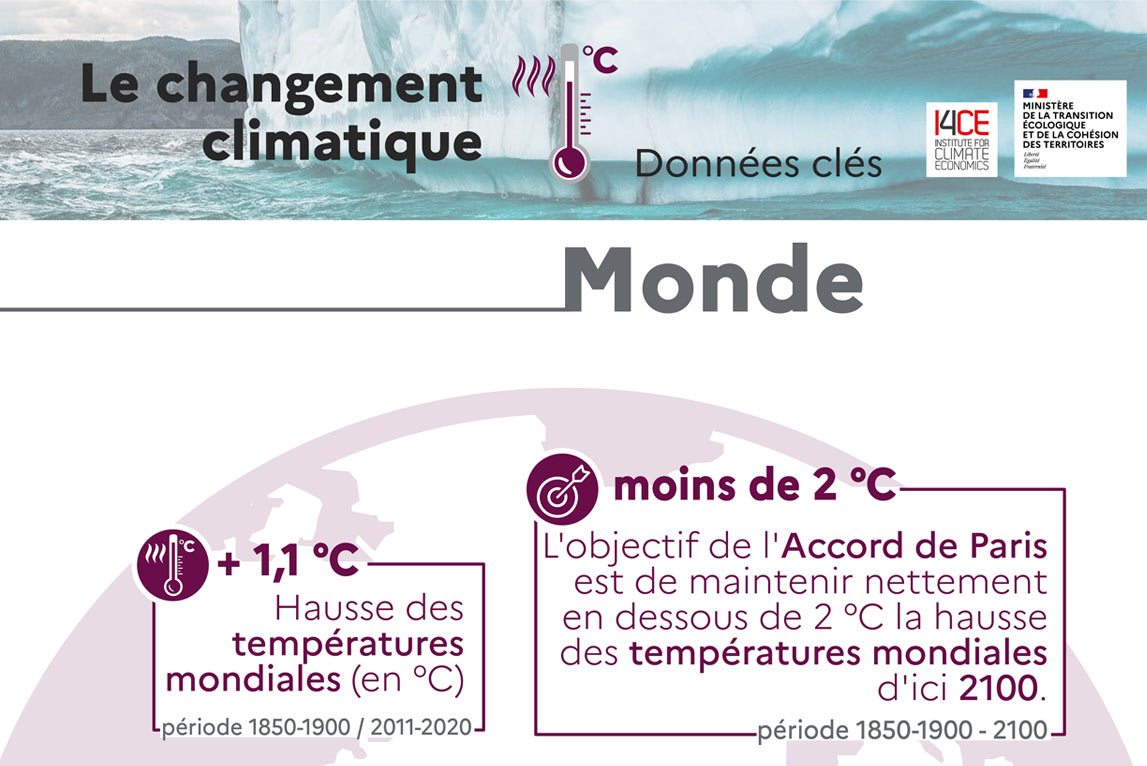 Le changement
climatique
°C
Données clés
I4CE
INSTITUTE FOR
CLIMATE
ECONOMICS
MINISTÈRE
DE LA TRANSITION
ÉCOLOGIQUE
ET DE LA COHÉSION
DES TERRITOIRES
Liberté
Égalité
Fraternité
Monde
°C
+ 1,1 °C
Hausse des
températures
mondiales (en °C)
période 1850-1900 / 2011-2020
moins de 2 °C
L'objectif de l'Accord de Paris
est de maintenir nettement
en dessous de 2 °C la hausse
des températures mondiales
d'ici 2100.
période 1850-1900 - 2100